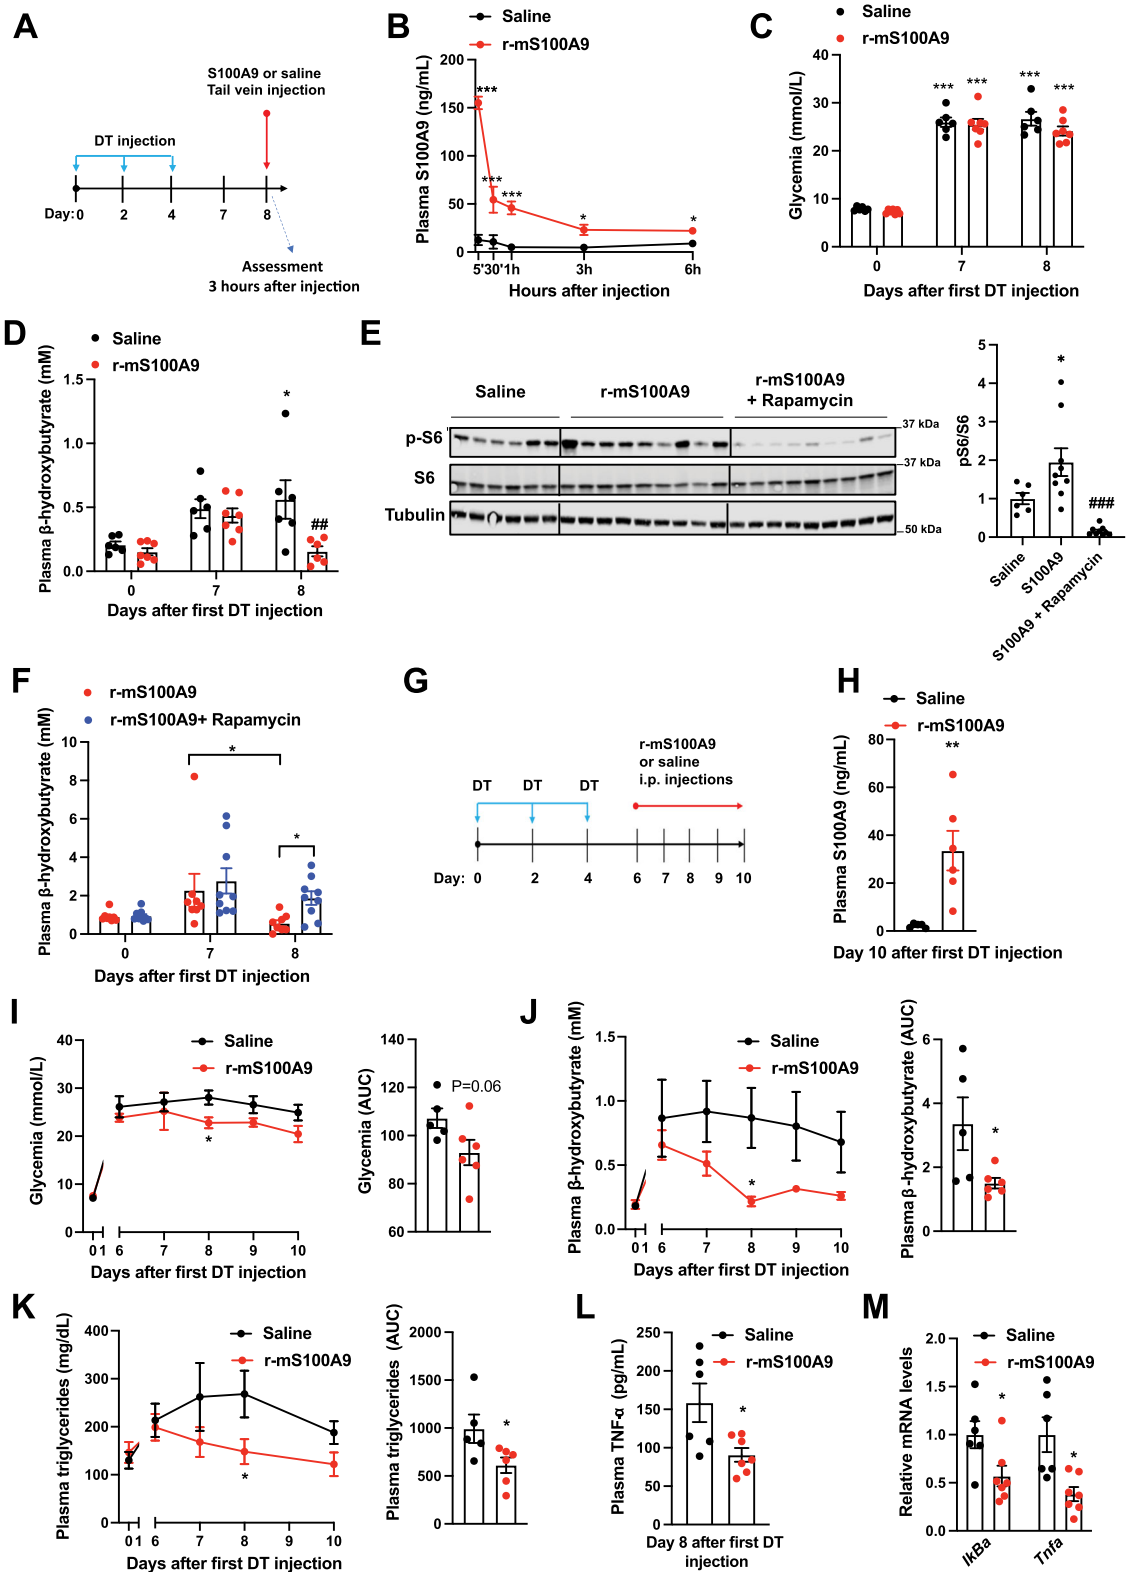 A
S100A9 or saline
Tail vein injection
DT injection
Day: 0 2 4 7 8
Assessment
3 hours after injection
B
Saline
r-mS100A9
Plasma S100A9 (ng/mL)
200
150
100
50
0
***
***
***
*
*
5' 30' 1h 3h 6h
Hours after injection
C
Saline
r-mS100A9
Glycemia (mmol/L)
40
30
20
10
0
*** *** *** ***
0 7 8
Days after first DT injection
D
Saline
r-mS100A9
Plasma β-hydroxybutyrate (mM)
1.5
1.0
0.5
0.0
*
##
0 7 8
Days after first DT injection
E
Saline
r-mS100A9
r-mS100A9
+ Rapamycin
p-S6
S6
Tubulin
37 kDa
37 kDa
50 kDa
pS6/S6
5
4
3
2
1
0
*
###
Saline
S100A9
S100A9 + Rapamycin
F
r-mS100A9
r-mS100A9+ Rapamycin
Plasma β-hydroxybutyrate (mM)
10
8
6
4
2
0
*
*
0 7 8
Days after first DT injection
G
r-mS100A9
or saline
i.p. injections
DT DT DT
Day: 0 2 4 6 7 8 9 10
H
Saline
r-mS100A9
Plasma S100A9 (ng/mL)
80
60
40
20
0
**
Day 10 after first DT injection
I
Saline
r-mS100A9
Glycemia (mmol/L)
40
30
20
10
0
*
0 1 6 7 8 9 10
Days after first DT injection
Glycemia (AUC)
140
120
100
80
60
P=0.06
J
Saline
r-mS100A9
Plasma β-hydroxybutyrate (mM)
1.5
1.0
0.5
0.0
*
0 1 6 7 8 9 10
Days after first DT injection
Plasma β-hydroxybutyrate (AUC)
6
4
2
0
*
K
Saline
r-mS100A9
Plasma triglycerides (mg/dL)
400
300
200
100
0
*
0 1 6 7 8 9 10
Days after first DT injection
Plasma triglycerides (AUC)
2000
1500
1000
500
0
*
L
Saline
r-mS100A9
Plasma TNF-α (pg/mL)
250
200
150
100
50
0
*
Day 8 after first DT
injection
M
Saline
r-mS100A9
Relative mRNA levels
2.0
1.5
1.0
0.5
0.0
*
*
IkBa
Tnfa